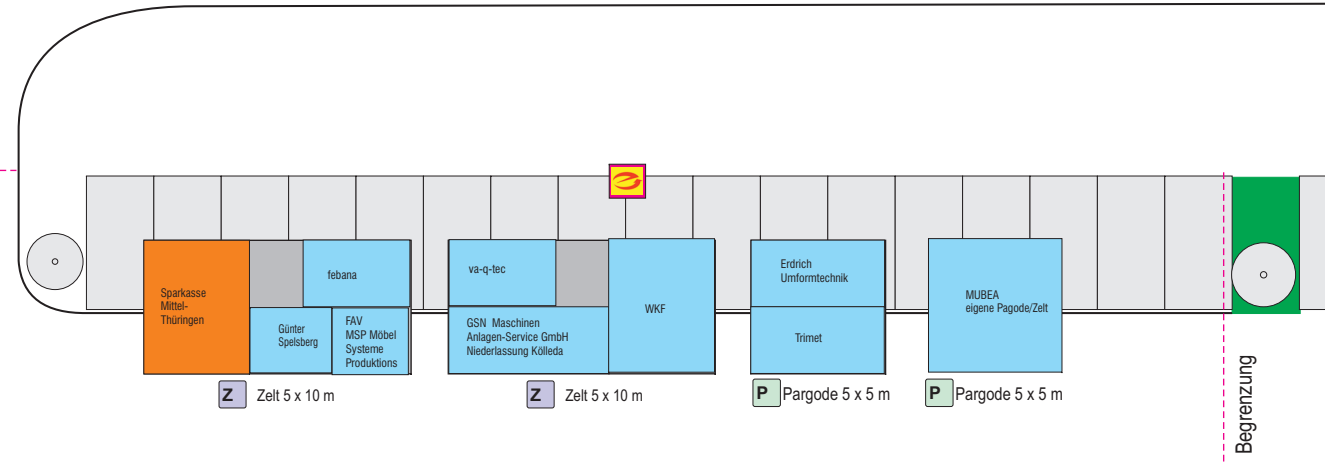 Sparkasse
Mittel-
Thüringen
febana
Günter
Spelsberg
FAV
MSP Möbel
Systeme
Produktions
va-q-tec
GSN Maschinen
Anlagen-Service GmbH
Niederlassung Kölleda
WKF
Erdrich
Umformtechnik
Trimet
MUBEA
eigene Pagode/Zelt
Z Zelt 5 x 10 m
Z Zelt 5 x 10 m
P Pargode 5 x 5 m
P Pargode 5 x 5 m
Begrenzung